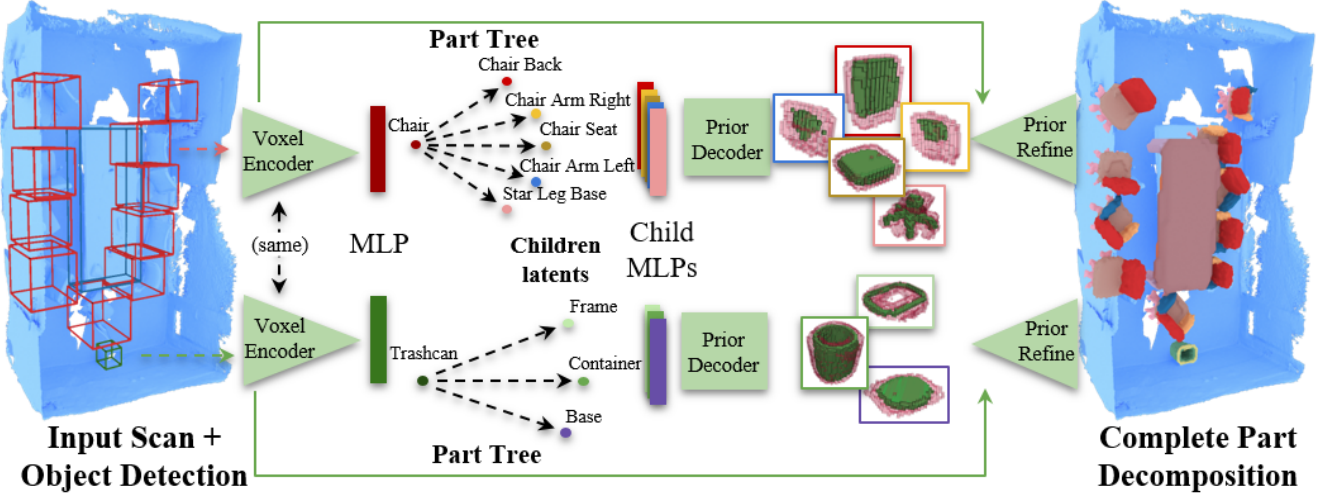 Part Tree
Chair Back
Chair Arm Right
Chair
Chair Seat
Chair Arm Left
Star Leg Base
Voxel
Encoder
Prior
Decoder
Prior
Refine
(same)
MLP
Children
latents
Child
MLPs
Voxel
Encoder
Trashcan
Frame
Container
Base
Prior
Decoder
Prior
Refine
Part Tree
Input Scan +
Object Detection
Complete Part
Decomposition